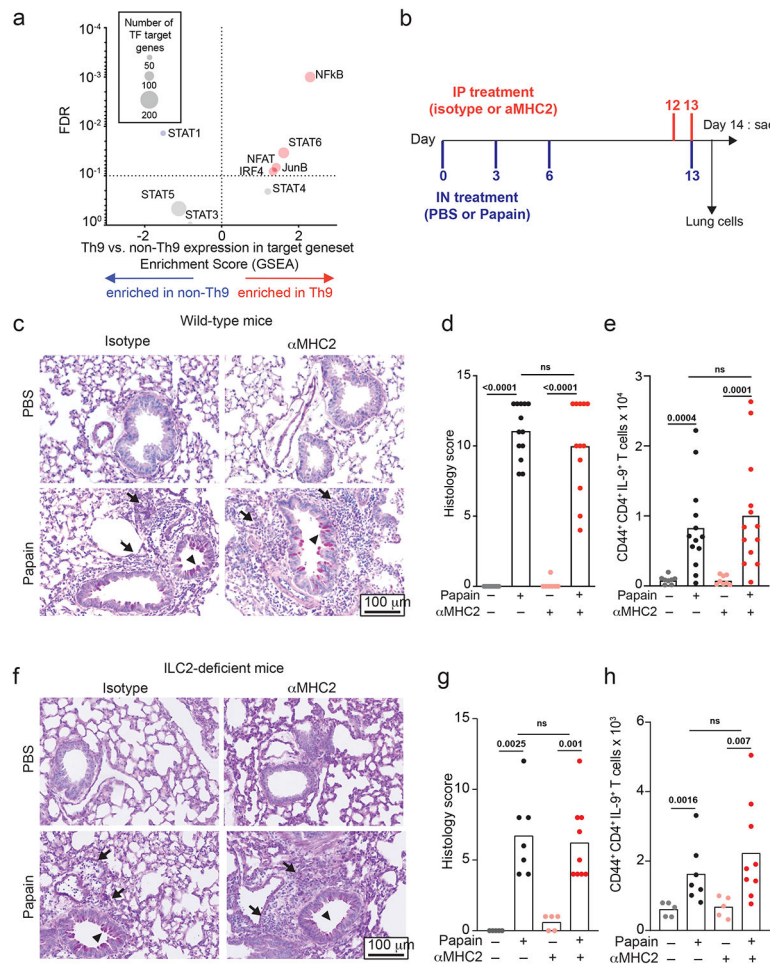 a
Number of
TF target
genes
50
100
200
10-4
10-3
10-2
10-1
100
FDR
NFkB
STAT1
STAT6
NFAT
JunB
IRF4
STAT4
STAT5
STAT3
-2
0
2
Th9 vs. non-Th9 expression in target geneset
Enrichment Score (GSEA)
enriched in non-Th9
enriched in Th9
b
IP treatment
(isotype or aMHC2)
12 13
Day
Day 14 : sac
0 3 6 13
IN treatment
(PBS or Papain)
Lung cells
c
Wild-type mice
Isotype
αMHC2
PBS
Papain
100 µm
d
ns
<0.0001
<0.0001
15
10
5
0
Histology score
Papain – + – +
αMHC2 – – + +
e
ns
0.0004
0.0001
3
2
1
0
CD44+ CD4+ IL-9+ T cells x 104
Papain – + – +
αMHC2 – – + +
f
ILC2-deficient mice
Isotype
αMHC2
PBS
Papain
100 µm
g
ns
0.0025
0.001
15
10
5
0
Histology score
Papain – + – +
αMHC2 – – + +
h
ns
0.0016
0.007
6
4
2
0
CD44+ CD4+ IL-9+ T cells x 103
Papain – + – +
αMHC2 – – + +